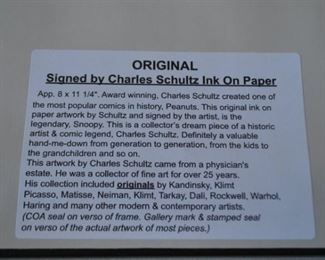 ORIGINAL
Signed by Charles Schultz Ink On Paper
App. 8 x 11 1/4". Award winning, Charles Schultz created one of
the most popular comics in history, Peanuts. This original ink on
paper artwork by Schultz and signed by the artist, is the
legendary, Snoopy. This is a collector's dream piece of a historic
artist & comic legend, Charles Schultz. Definitely a valuable
hand-me-down from generation to generation, from the kids to
the grandchildren and so on.
This artwork by Charles Schultz came from a physician's
estate. He was a collector of fine art for over 25 years.
His collection included originals by Kandinsky, Klimt
Picasso, Matisse, Neiman, Klimt, Tarkay, Dali, Rockwell, Warhol,
Haring and many other modern & contemporary artists.
(COA seal on verso of frame. Gallery mark & stamped seal
on verso of the actual artwork of most pieces.)